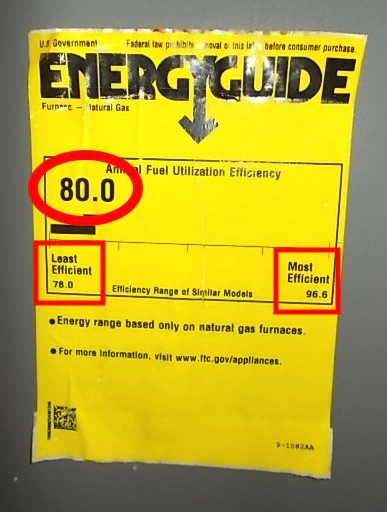 U.S. Government Federal law prohibits removal of this label before consumer purchase.
ENERGYGUIDE
Furnace – Natural Gas
Annual Fuel Utilization Efficiency
80.0
Least
Efficient
78.0
Most
Efficient
96.6
Efficiency Range of Similar Models
● Energy range based only on natural gas furnaces.
● For more information, visit www.ftc.gov/appliances.
9-1082AA